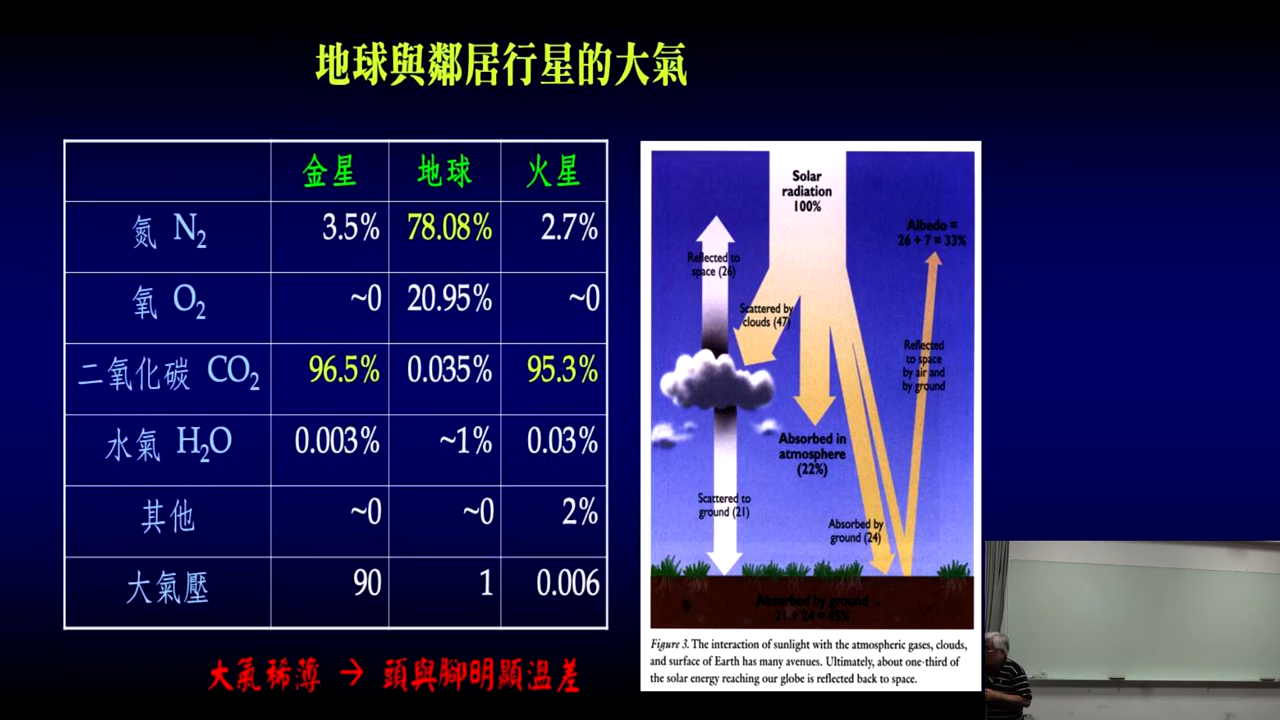 地球與鄰居行星的大氣
金星 地球 火星
氮 N₂ 3.5% 78.08% 2.7%
氧 O₂ ~0 20.95% ~0
二氧化碳 CO₂ 96.5% 0.035% 95.3%
水氣 H₂O 0.003% ~1% 0.03%
其他 ~0 ~0 2%
大氣壓 90 1 0.006
大氣稀薄 → 頭與腳明顯溫差
Solar
radiation
100%
Albedo =
26 + 7 = 33%
Reflected to
space (26)
Scattered by
clouds (47)
Reflected
to space
by air and
by ground
Absorbed in
atmosphere
(22%)
Scattered to
ground (21)
Absorbed by
ground (24)
Absorbed by ground
21 + 24 = 45%
Figure 3. The interaction of sunlight with the atmospheric gases, clouds,
and surface of Earth has many avenues. Ultimately, about one-third of
the solar energy reaching our globe is reflected back to space.